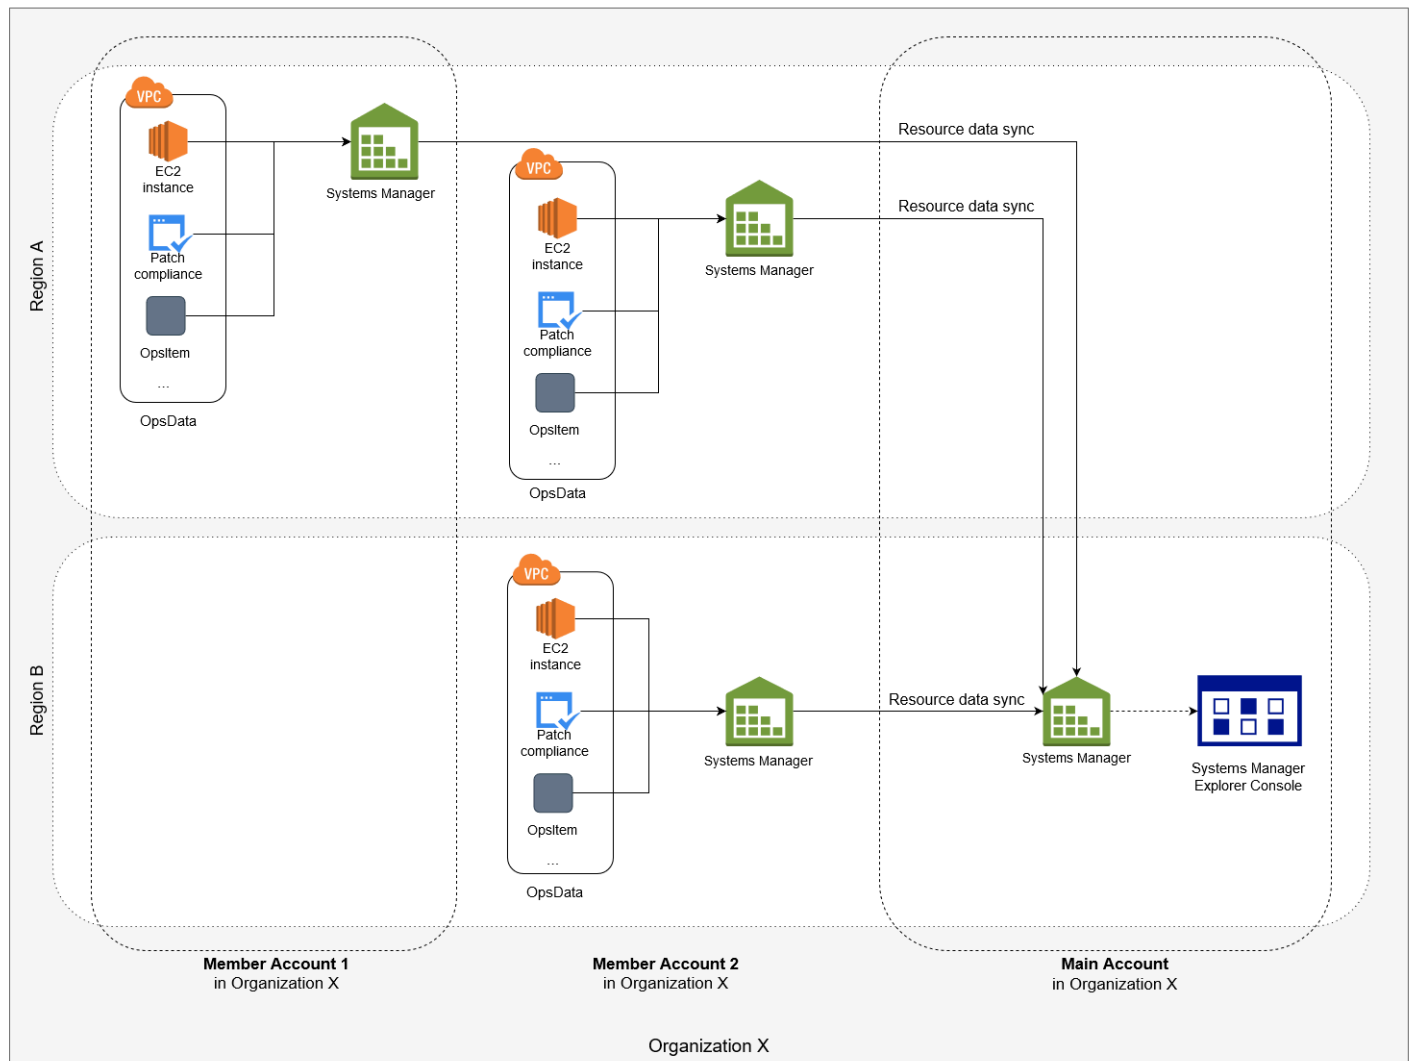 Region A
VPC
EC2
instance
Patch
compliance
OpsItem
...
OpsData
Systems Manager
VPC
EC2
instance
Patch
compliance
OpsItem
...
OpsData
Systems Manager
Resource data sync
Resource data sync
Region B
VPC
EC2
instance
Patch
compliance
OpsItem
...
OpsData
Systems Manager
Resource data sync
Systems Manager
Systems Manager
Explorer Console
Member Account 1
in Organization X
Member Account 2
in Organization X
Main Account
in Organization X
Organization X